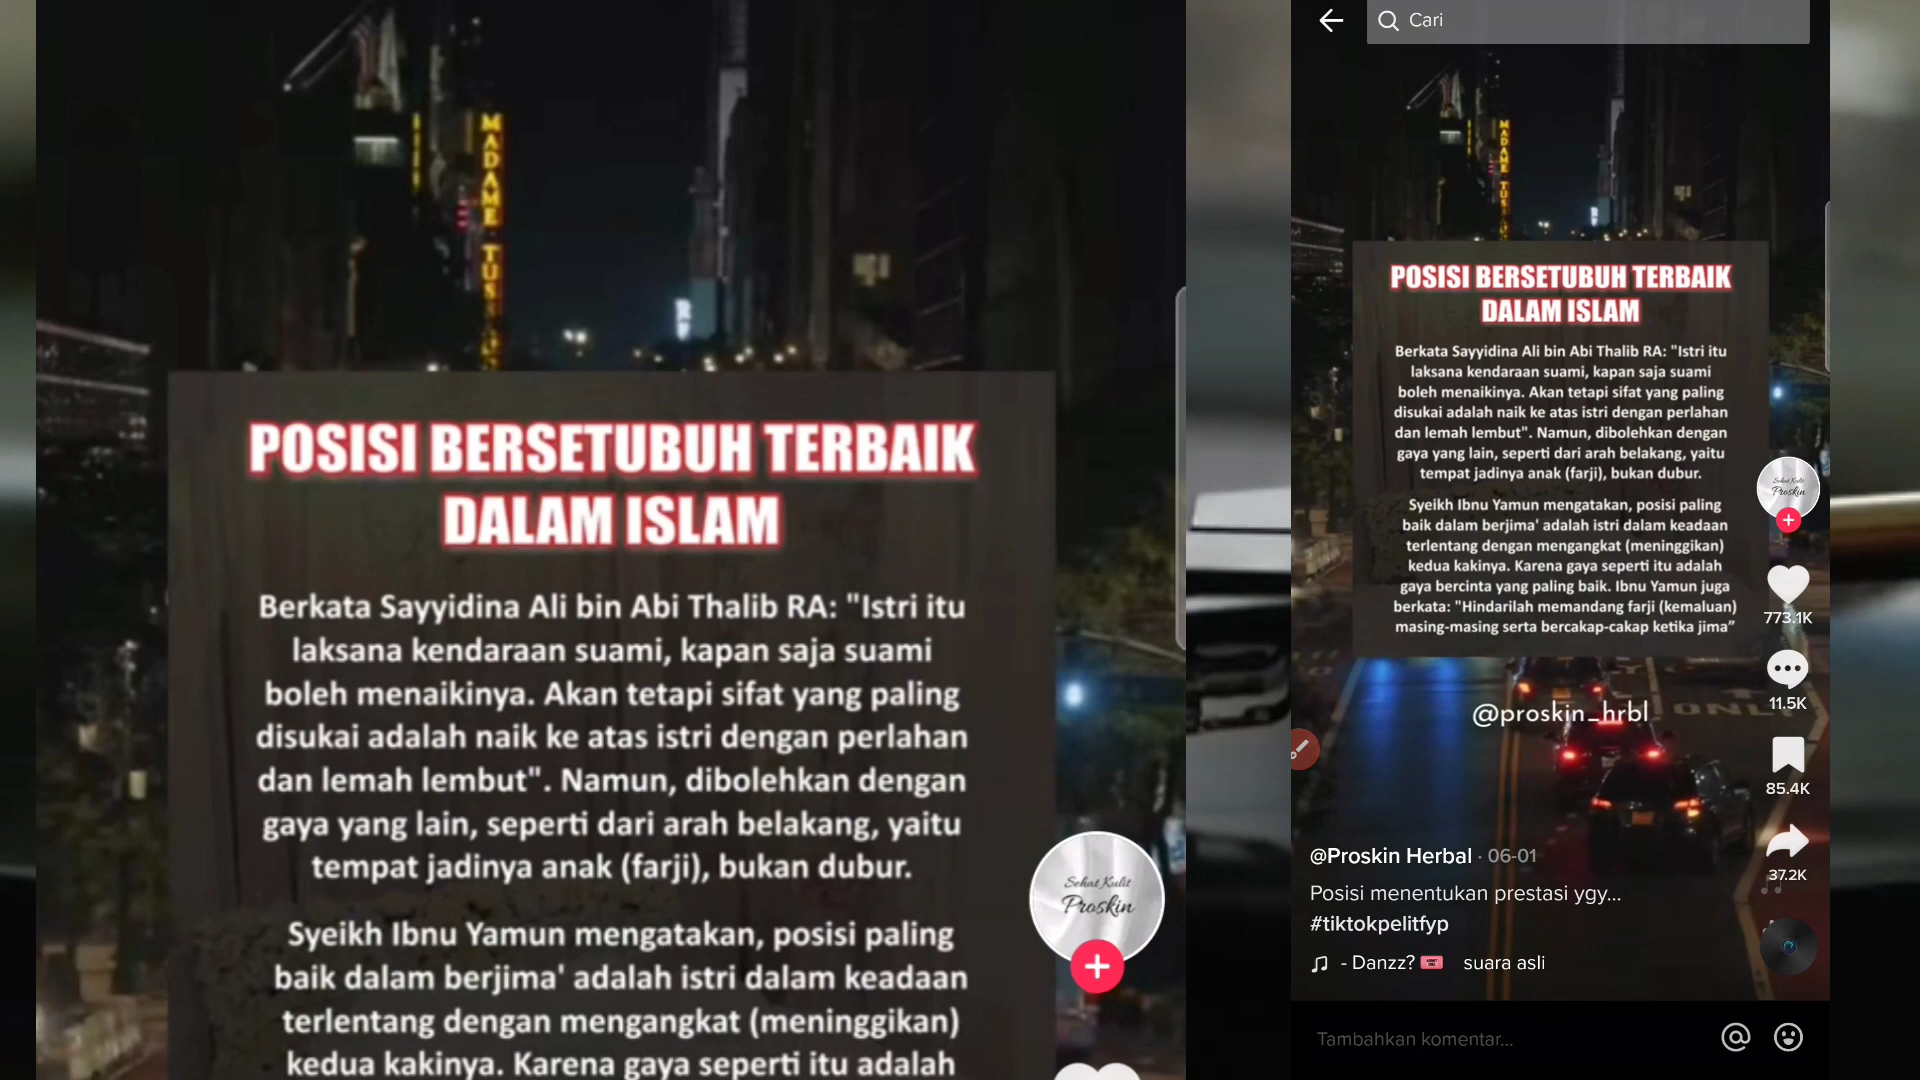 MADAME TUS
POSISI BERSETUBUH TERBAIK
DALAM ISLAM
Berkata Sayyidina Ali bin Abi Thalib RA: "Istri itu
laksana kendaraan suami, kapan saja suami
boleh menaikinya. Akan tetapi sifat yang paling
disukai adalah naik ke atas istri dengan perlahan
dan lemah lembut". Namun, dibolehkan dengan
gaya yang lain, seperti dari arah belakang, yaitu
tempat jadinya anak (farji), bukan dubur.
Syeikh Ibnu Yamun mengatakan, posisi paling
baik dalam berjima' adalah istri dalam keadaan
terlentang dengan mengangkat (meninggikan)
kedua kakinya. Karena gaya seperti itu adalah
Sehat Kulit
Proskin
Cari
MADAME TUS
POSISI BERSETUBUH TERBAIK
DALAM ISLAM
Berkata Sayyidina Ali bin Abi Thalib RA: "Istri itu
laksana kendaraan suami, kapan saja suami
boleh menaikinya. Akan tetapi sifat yang paling
disukai adalah naik ke atas istri dengan perlahan
dan lemah lembut". Namun, dibolehkan dengan
gaya yang lain, seperti dari arah belakang, yaitu
tempat jadinya anak (farji), bukan dubur.
Syeikh Ibnu Yamun mengatakan, posisi paling
baik dalam berjima' adalah istri dalam keadaan
terlentang dengan mengangkat (meninggikan)
kedua kakinya. Karena gaya seperti itu adalah
gaya bercinta yang paling baik. Ibnu Yamun juga
berkata: "Hindarilah memandang farji (kemaluan)
masing-masing serta bercakap-cakap ketika jima”
Sehat Kulit
Proskin
773.1K
11.5K
ONLY
@proskin_hrbl
85.4K
37.2K
@Proskin Herbal · 06-01
Posisi menentukan prestasi ygy...
#tiktokpelitfyp
- Danzz? suara asli
Tambahkan komentar...